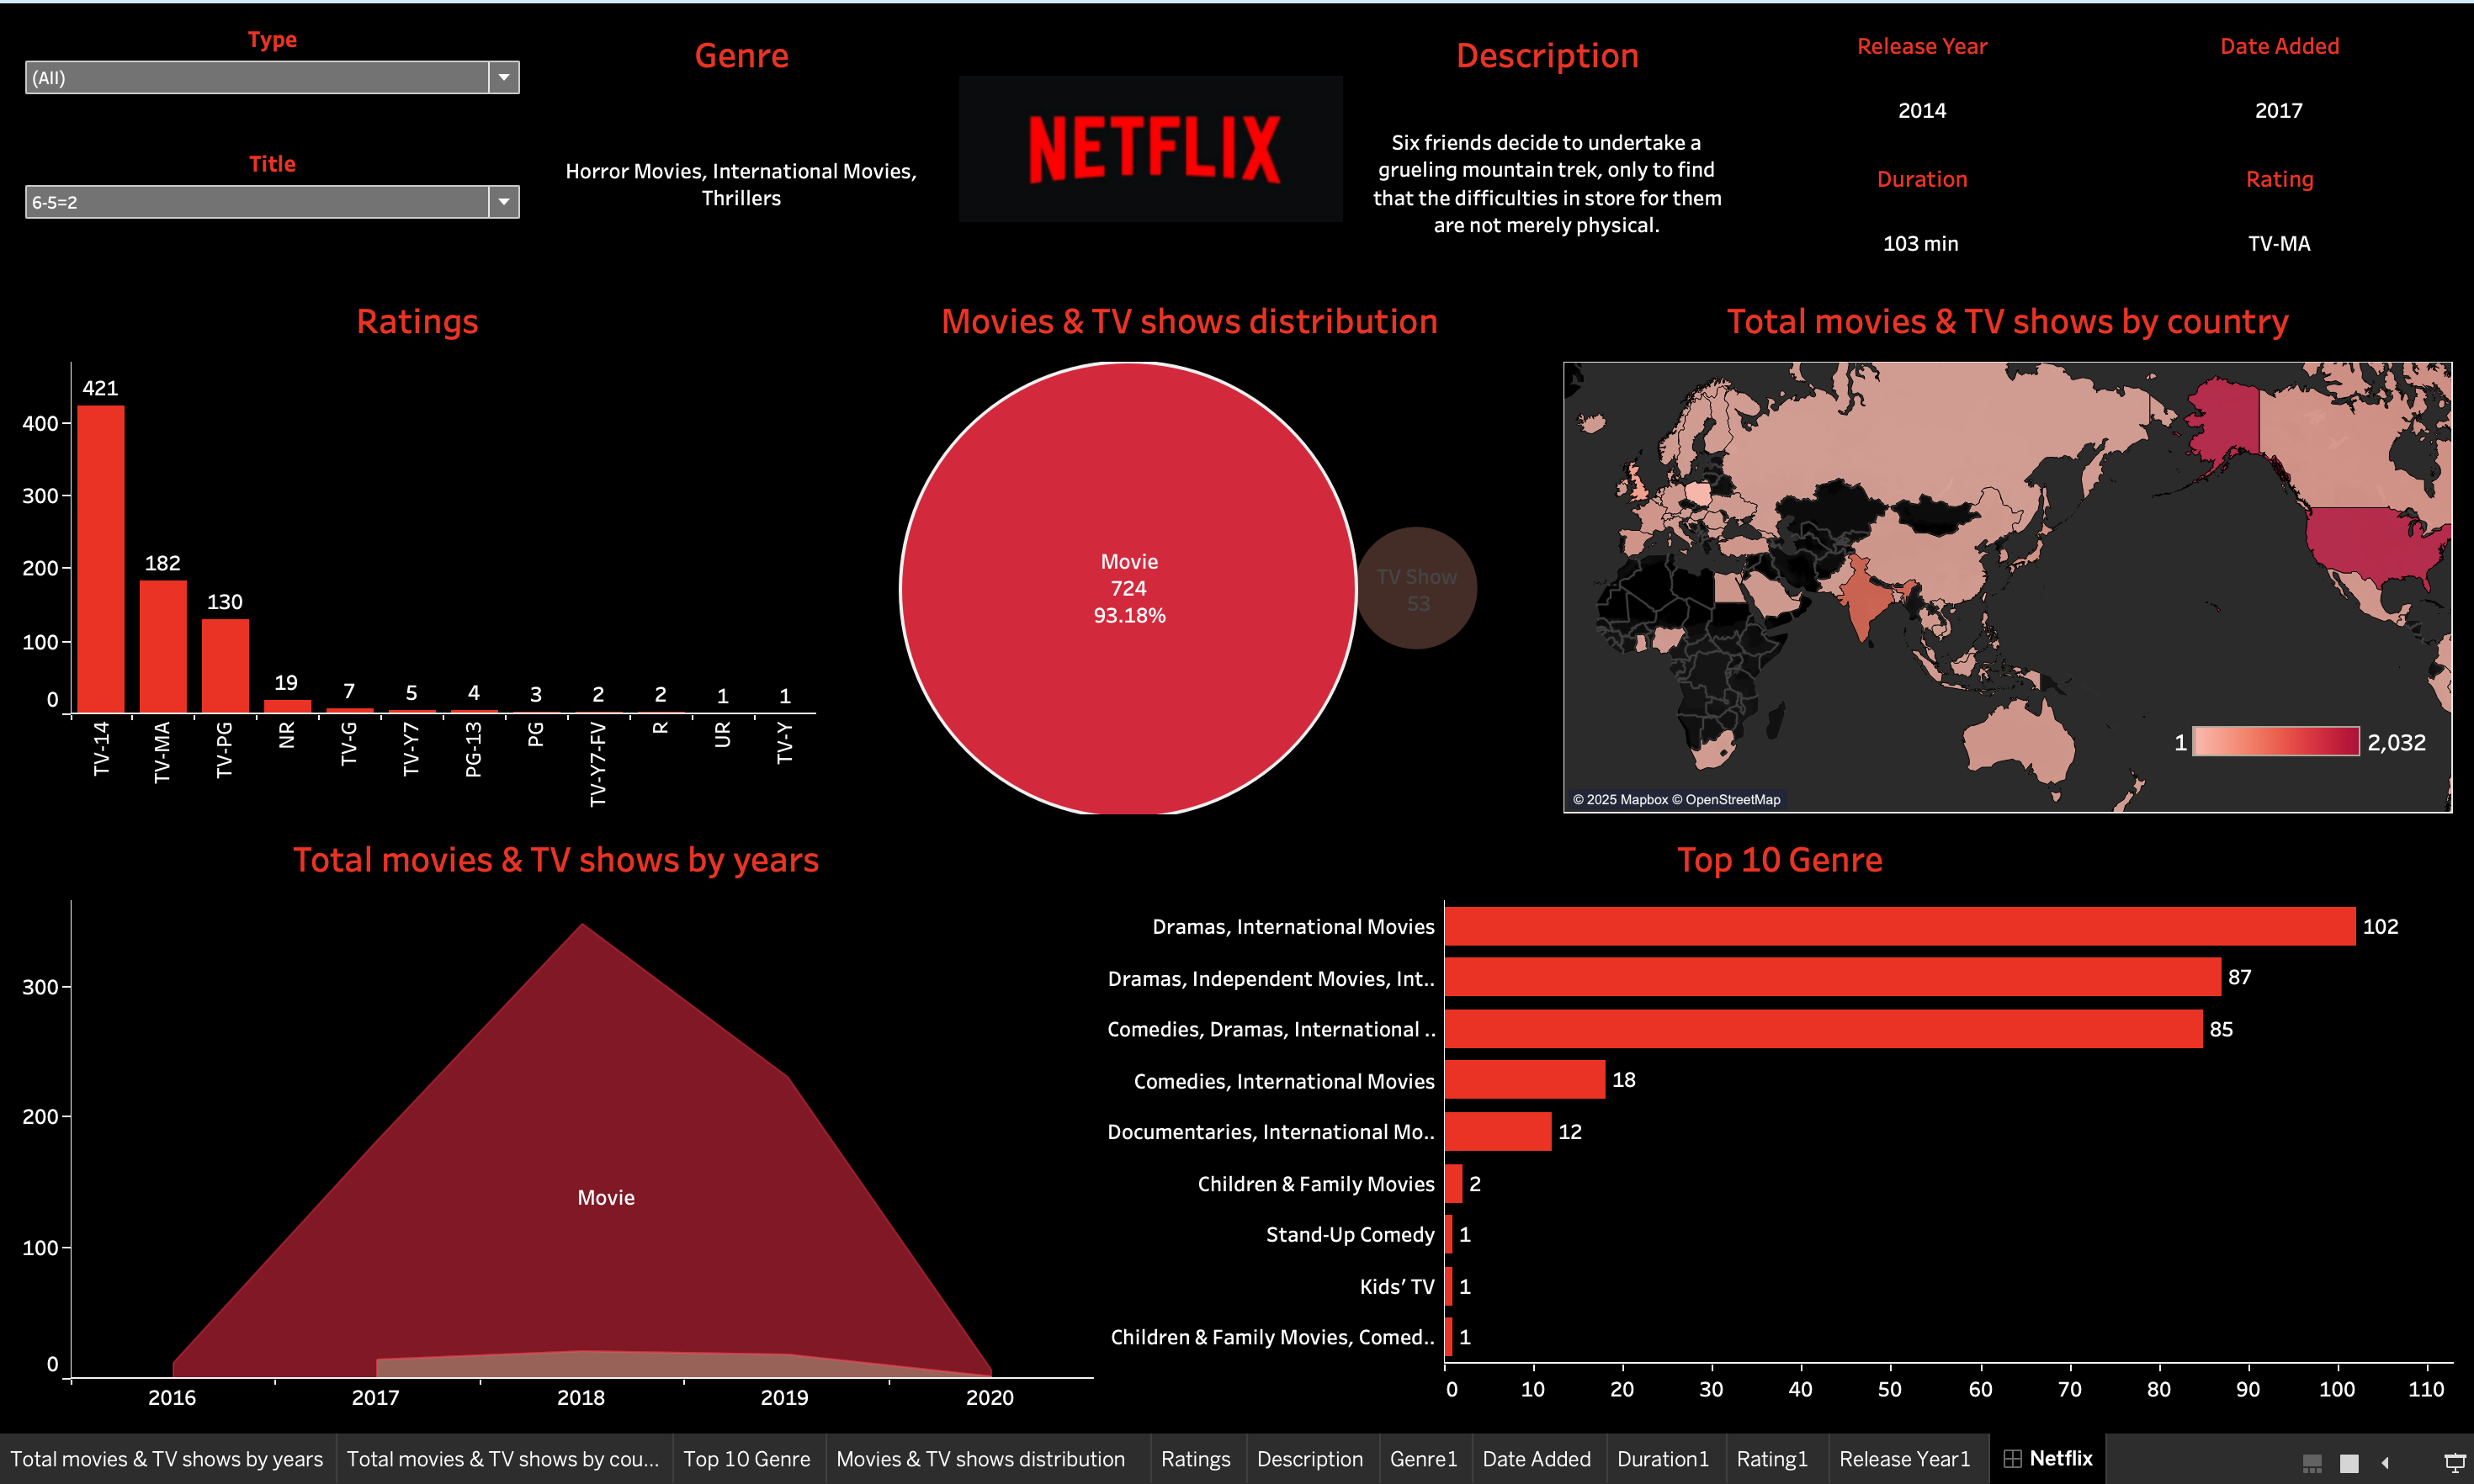 Type
(All)
Title
6-5=2
Genre
Horror Movies, International Movies,
Thrillers
NETFLIX
Description
Six friends decide to undertake a
grueling mountain trek, only to find
that the difficulties in store for them
are not merely physical.
Release Year
2014
Date Added
2017
Duration
103 min
Rating
TV-MA
Ratings
400
300
200
100
0
421
182
130
19
7
5
4
3
2
2
1
1
TV-14
TV-MA
TV-PG
NR
TV-G
TV-Y7
PG-13
PG
TV-Y7-FV
R
UR
TV-Y
Movies & TV shows distribution
Movie
724
93.18%
TV Show
53
Total movies & TV shows by country
1
2,032
© 2025 Mapbox © OpenStreetMap
Total movies & TV shows by years
300
200
100
0
Movie
2016
2017
2018
2019
2020
Top 10 Genre
Dramas, International Movies
102
Dramas, Independent Movies, Int..
87
Comedies, Dramas, International ..
85
Comedies, International Movies
18
Documentaries, International Mo..
12
Children & Family Movies
2
Stand-Up Comedy
1
Kids’ TV
1
Children & Family Movies, Comed..
1
0
10
20
30
40
50
60
70
80
90
100
110
Total movies & TV shows by years
Total movies & TV shows by cou...
Top 10 Genre
Movies & TV shows distribution
Ratings
Description
Genre1
Date Added
Duration1
Rating1
Release Year1
Netflix